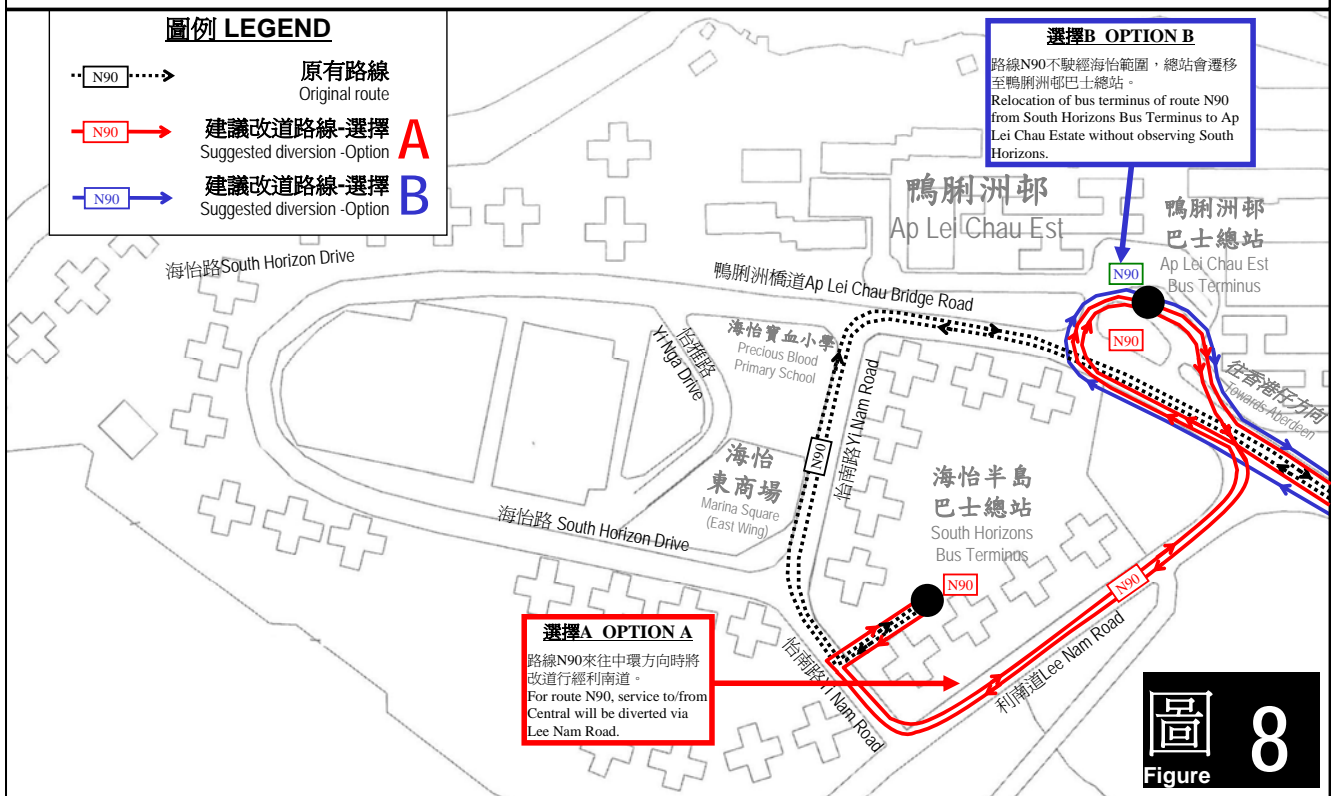 圖例 LEGEND
N90
原有路線
Original route
N90
建議改道路線-選擇
Suggested diversion -Option
A
N90
建議改道路線-選擇
Suggested diversion -Option
B
選擇B OPTION B
路線N90不駛經海怡範圍，總站會遷移
至鴨脷洲邨巴士總站。
Relocation of bus terminus of route N90
from South Horizons Bus Terminus to Ap
Lei Chau Estate without observing South
Horizons.
鴨脷洲邨
Ap Lei Chau Est
鴨脷洲邨
巴士總站
Ap Lei Chau Est
Bus Terminus
海怡路South Horizon Drive
鴨脷洲橋道Ap Lei Chau Bridge Road
N90
N90
往香港仔方向
Towards Aberdeen
怡雅路
Yi Nga Drive
海怡寶血小學
Precious Blood
Primary School
怡南路Yi Nam Road
N90
海怡
東商場
Marina Square
(East Wing)
海怡半島
巴士總站
South Horizons
Bus Terminus
海怡路 South Horizon Drive
N90
N90
選擇A OPTION A
路線N90來往中環方向時將
改道行經利南道。
For route N90, service to/from
Central will be diverted via
Lee Nam Road.
怡南路Yi Nam Road
利南道Lee Nam Road
圖
Figure
8